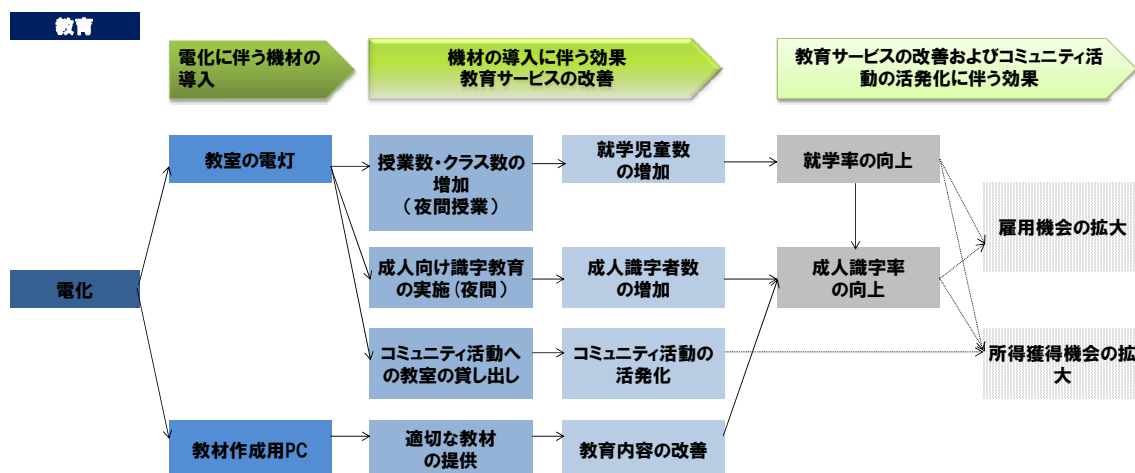 教育
電化に伴う機材の
導入
機材の導入に伴う効果
教育サービスの改善
教育サービスの改善およびコミュニティ活
動の活発化に伴う効果
教室の電灯
授業数・クラス数の
増加
（夜間授業）
就学児童数
の増加
就学率の向上
雇用機会の拡大
電化
成人向け識字教育
の実施(夜間）
成人識字者数
の増加
成人識字率
の向上
コミュニティ活動へ
の教室の貸し出し
コミュニティ活動の
活発化
所得獲得機会の拡
大
教材作成用PC
適切な教材
の提供
教育内容の改善